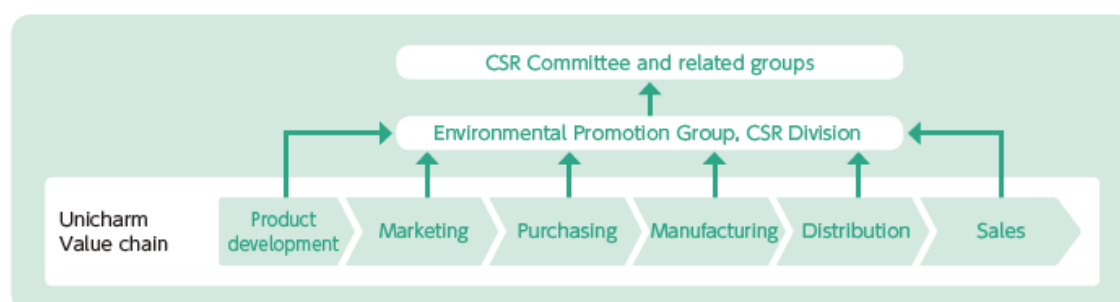 CSR Committee and related groups
Environmental Promotion Group, CSR Division
Unicharm
Value chain
Product
development
Marketing
Purchasing
Manufacturing
Distribution
Sales